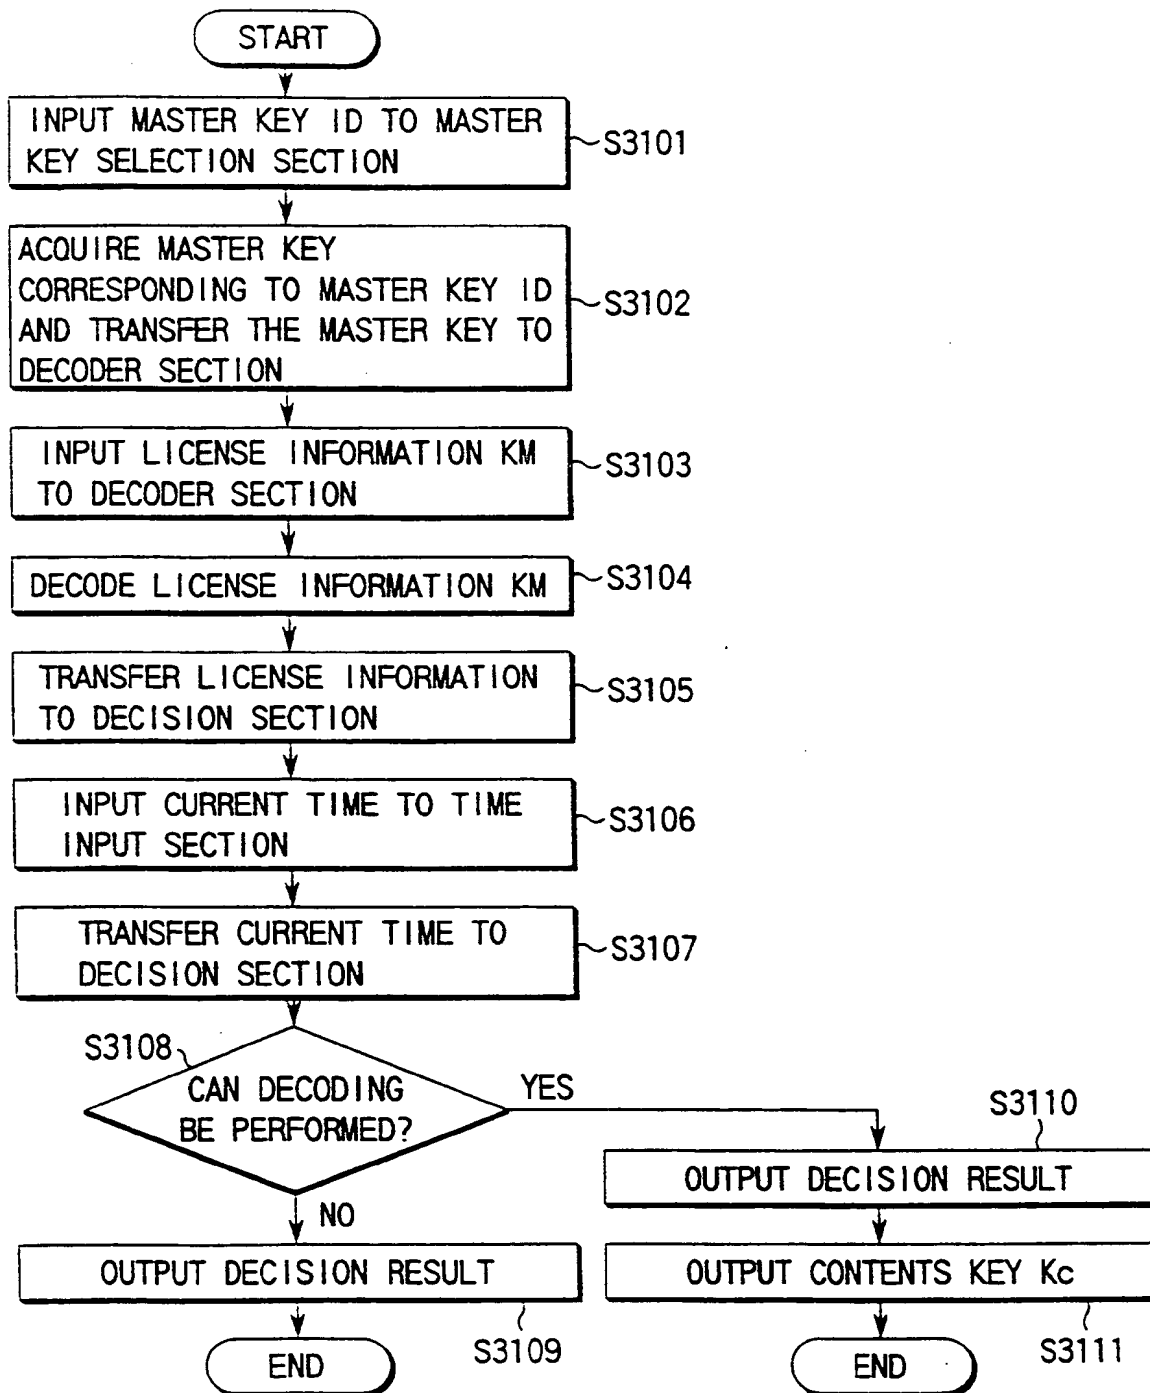 START
INPUT MASTER KEY ID TO MASTER
KEY SELECTION SECTION
S3101
ACQUIRE MASTER KEY
CORRESPONDING TO MASTER KEY ID
AND TRANSFER THE MASTER KEY TO
DECODER SECTION
S3102
INPUT LICENSE INFORMATION KM
TO DECODER SECTION
S3103
DECODE LICENSE INFORMATION KM
S3104
TRANSFER LICENSE INFORMATION
TO DECISION SECTION
S3105
INPUT CURRENT TIME TO TIME
INPUT SECTION
S3106
TRANSFER CURRENT TIME TO
DECISION SECTION
S3107
S3108
CAN DECODING
BE PERFORMED?
YES
NO
S3110
OUTPUT DECISION RESULT
OUTPUT DECISION RESULT
S3109
END
OUTPUT CONTENTS KEY Kc
S3111
END